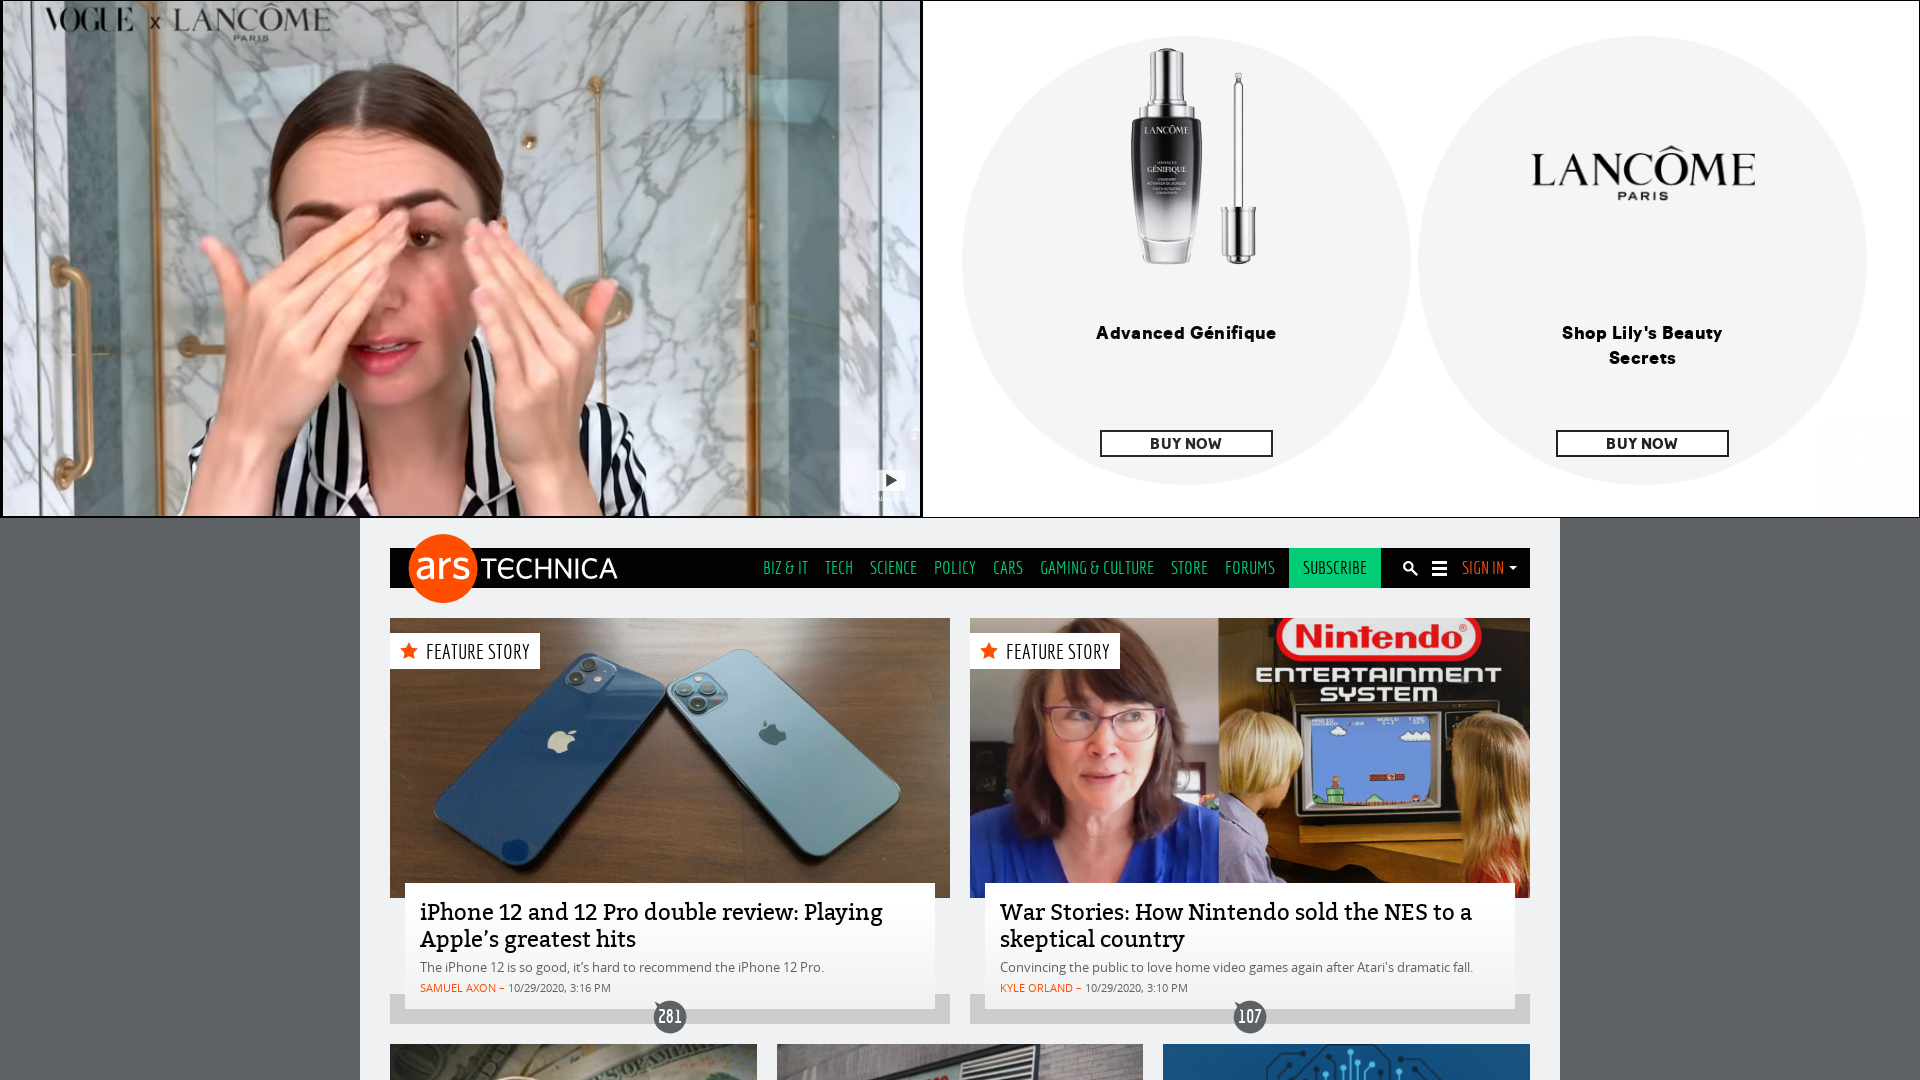 VOGUE x LANCÔME
PARIS
LANCÔME
GÉNIFIQUE
Advanced Génifique
BUY NOW
LANCÔME
PARIS
Shop Lily's Beauty
Secrets
BUY NOW
ars TECHNICA
BIZ & IT TECH SCIENCE POLICY CARS GAMING & CULTURE STORE FORUMS SUBSCRIBE SIGN IN
FEATURE STORY
iPhone 12 and 12 Pro double review: Playing
Apple’s greatest hits
The iPhone 12 is so good, it’s hard to recommend the iPhone 12 Pro.
SAMUEL AXON – 10/29/2020, 3:16 PM
281
FEATURE STORY
Nintendo®
ENTERTAINMENT
SYSTEM
War Stories: How Nintendo sold the NES to a
skeptical country
Convincing the public to love home video games again after Atari's dramatic fall.
KYLE ORLAND – 10/29/2020, 3:10 PM
107